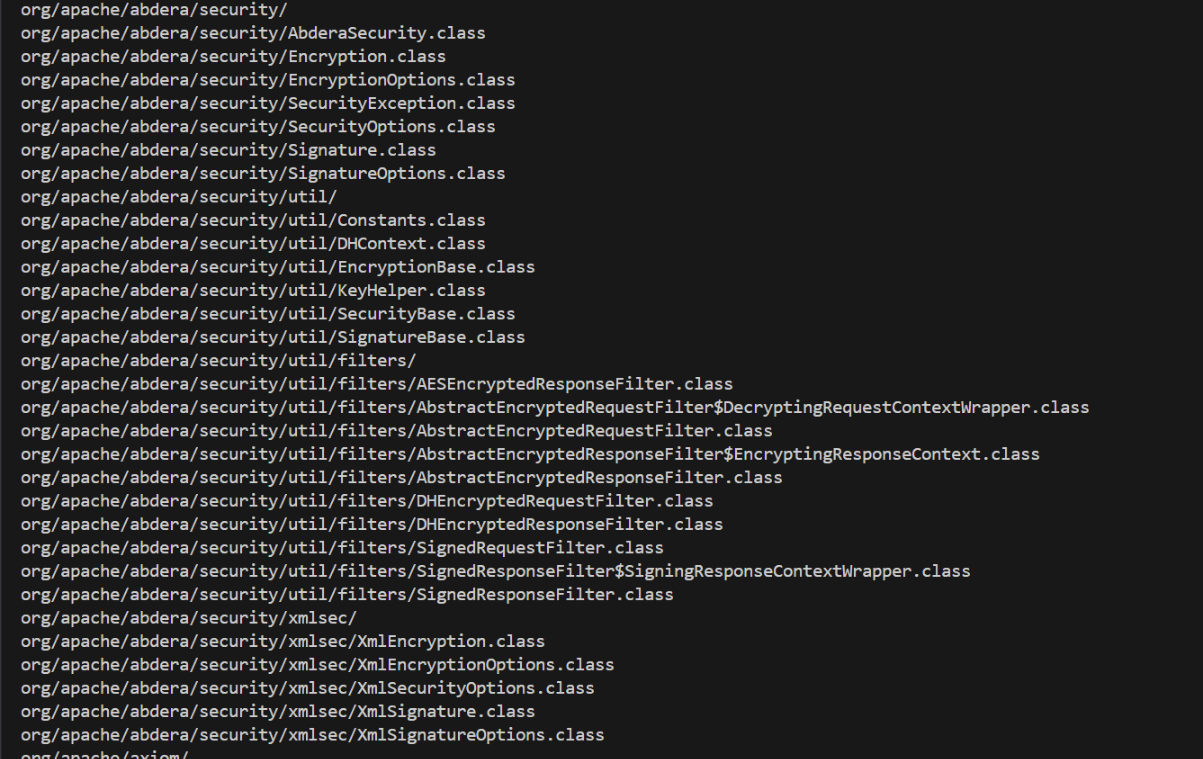 org/apache/abdera/security/
org/apache/abdera/security/AbderaSecurity.class
org/apache/abdera/security/Encryption.class
org/apache/abdera/security/EncryptionOptions.class
org/apache/abdera/security/SecurityException.class
org/apache/abdera/security/SecurityOptions.class
org/apache/abdera/security/Signature.class
org/apache/abdera/security/SignatureOptions.class
org/apache/abdera/security/util/
org/apache/abdera/security/util/Constants.class
org/apache/abdera/security/util/DHContext.class
org/apache/abdera/security/util/EncryptionBase.class
org/apache/abdera/security/util/KeyHelper.class
org/apache/abdera/security/util/SecurityBase.class
org/apache/abdera/security/util/SignatureBase.class
org/apache/abdera/security/util/filters/
org/apache/abdera/security/util/filters/AESEncryptedResponseFilter.class
org/apache/abdera/security/util/filters/AbstractEncryptedRequestFilter$DecryptingRequestContextWrapper.class
org/apache/abdera/security/util/filters/AbstractEncryptedRequestFilter.class
org/apache/abdera/security/util/filters/AbstractEncryptedResponseFilter$EncryptingResponseContext.class
org/apache/abdera/security/util/filters/AbstractEncryptedResponseFilter.class
org/apache/abdera/security/util/filters/DHEncryptedRequestFilter.class
org/apache/abdera/security/util/filters/DHEncryptedResponseFilter.class
org/apache/abdera/security/util/filters/SignedRequestFilter.class
org/apache/abdera/security/util/filters/SignedResponseFilter$SigningResponseContextWrapper.class
org/apache/abdera/security/util/filters/SignedResponseFilter.class
org/apache/abdera/security/xmlsec/
org/apache/abdera/security/xmlsec/XmlEncryption.class
org/apache/abdera/security/xmlsec/XmlEncryptionOptions.class
org/apache/abdera/security/xmlsec/XmlSecurityOptions.class
org/apache/abdera/security/xmlsec/XmlSignature.class
org/apache/abdera/security/xmlsec/XmlSignatureOptions.class
org/apache/axiom/